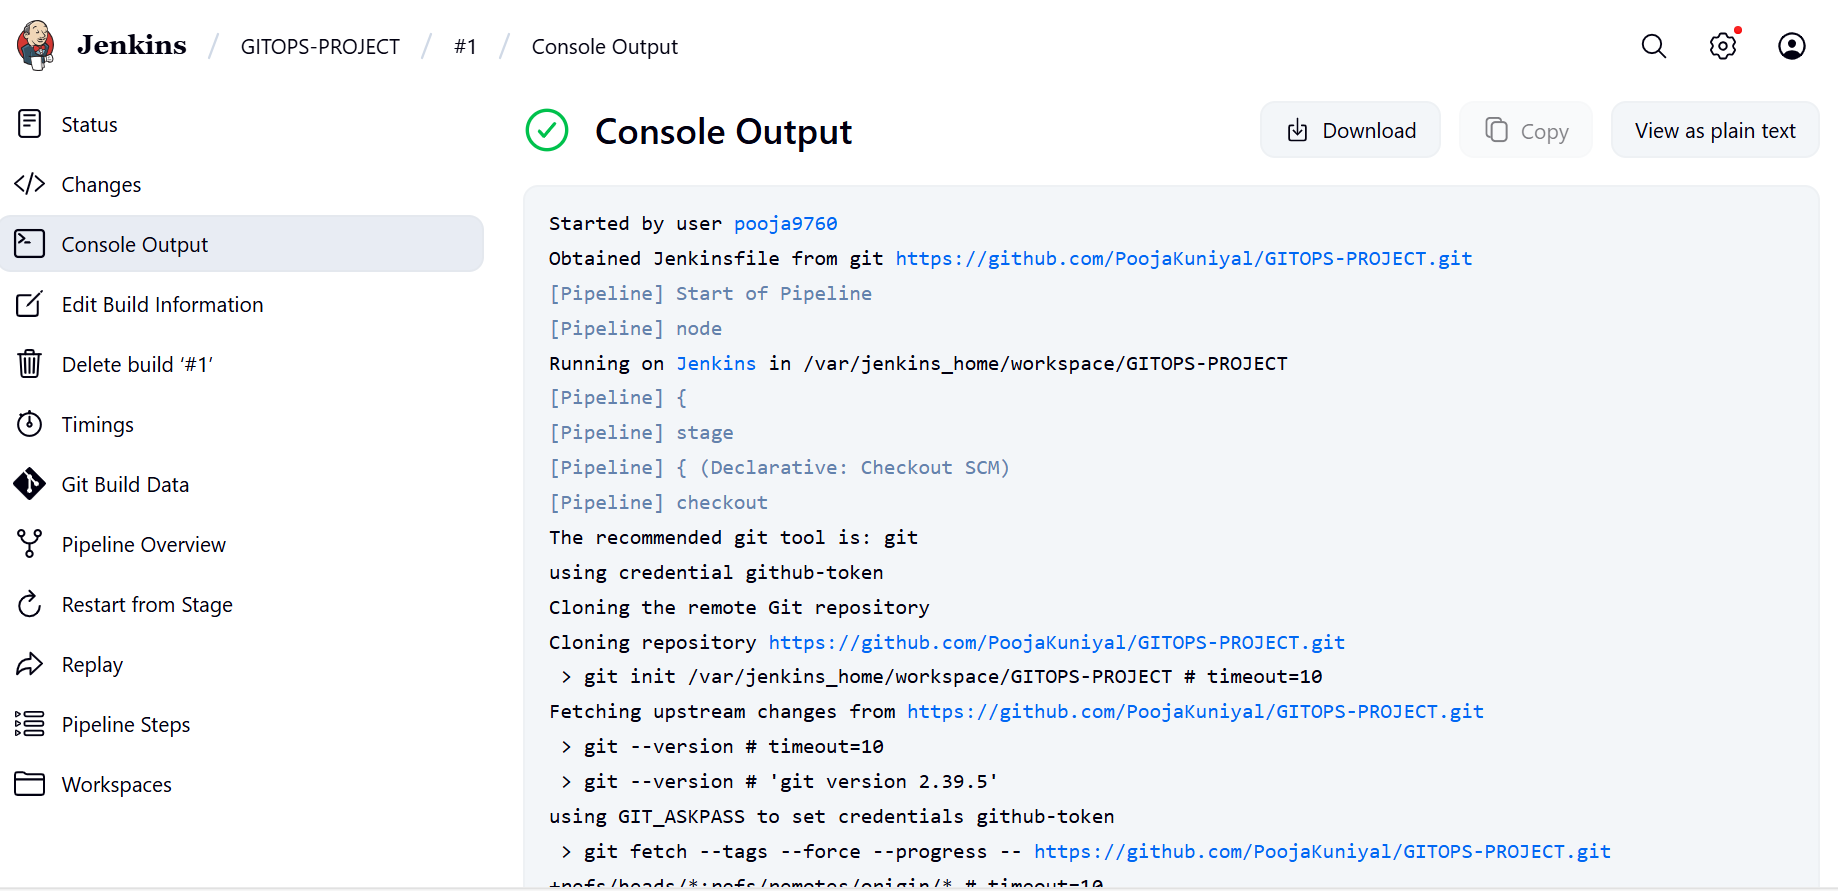 Jenkins / GITOPS-PROJECT / #1 / Console Output
Status
Changes
Console Output
Edit Build Information
Delete build ‘#1’
Timings
Git Build Data
Pipeline Overview
Restart from Stage
Replay
Pipeline Steps
Workspaces
Console Output
Download
Copy
View as plain text
Started by user pooja9760
Obtained Jenkinsfile from git https://github.com/PoojaKuniyal/GITOPS-PROJECT.git
[Pipeline] Start of Pipeline
[Pipeline] node
Running on Jenkins in /var/jenkins_home/workspace/GITOPS-PROJECT
[Pipeline] {
[Pipeline] stage
[Pipeline] { (Declarative: Checkout SCM)
[Pipeline] checkout
The recommended git tool is: git
using credential github-token
Cloning the remote Git repository
Cloning repository https://github.com/PoojaKuniyal/GITOPS-PROJECT.git
 > git init /var/jenkins_home/workspace/GITOPS-PROJECT # timeout=10
Fetching upstream changes from https://github.com/PoojaKuniyal/GITOPS-PROJECT.git
 > git --version # timeout=10
 > git --version # 'git version 2.39.5'
using GIT_ASKPASS to set credentials github-token
 > git fetch --tags --force --progress -- https://github.com/PoojaKuniyal/GITOPS-PROJECT.git
+refs/heads/*:refs/remotes/origin/* # timeout=10